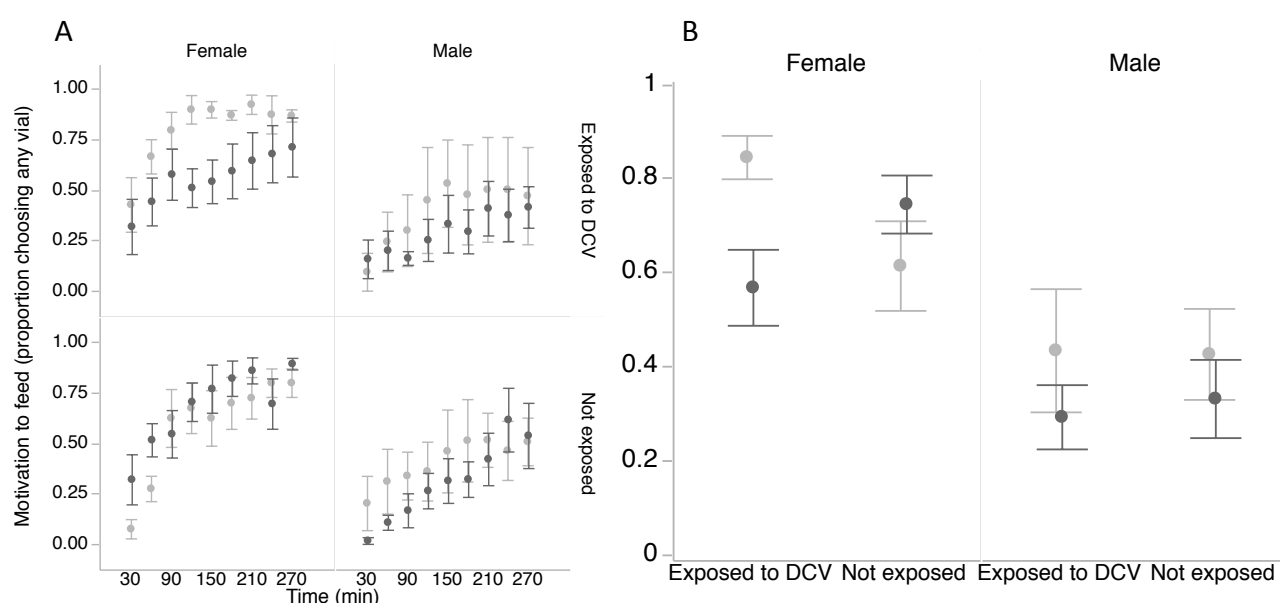 A
Female Male
Motivation to feed (proportion choosing any vial)
1.00
0.75
0.50
0.25
0.00
Exposed to DCV
1.00
0.75
0.50
0.25
0.00
Not exposed
30 90 150 210 270 30 90 150 210 270
Time (min)
B
Female Male
1
0.8
0.6
0.4
0.2
0
Exposed to DCV Not exposed Exposed to DCV Not exposed